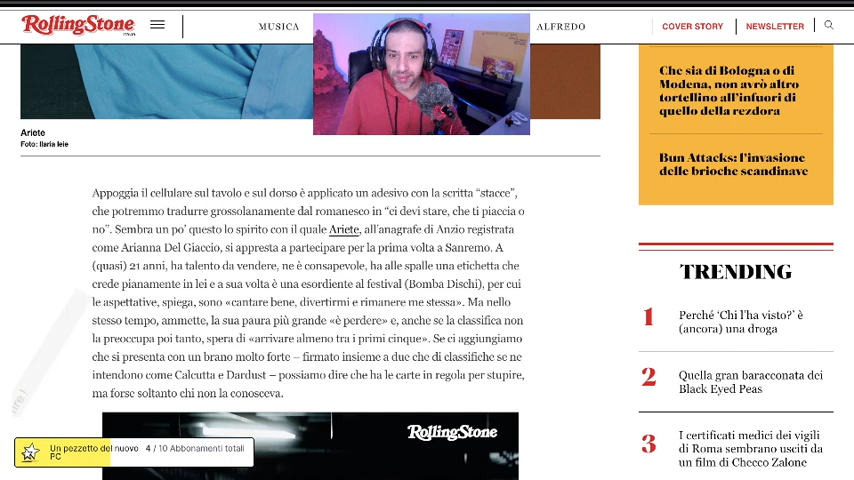 RollingStone
MUSICA
ALFREDO
COVER STORY
NEWSLETTER
Ariete
Foto: Ilaria Ieie
Appoggia il cellulare sul tavolo e sul dorso è applicato un adesivo con la scritta “stacce”,
che potremmo tradurre grossolanamente dal romanesco in “ci devi stare, che ti piaccia o
no”. Sembra un po’ questo lo spirito con il quale Ariete, all’anagrafe di Anzio registrata
come Arianna Del Giaccio, si appresta a partecipare per la prima volta a Sanremo. A
(quasi) 21 anni, ha talento da vendere, ne è consapevole, ha alle spalle una etichetta che
crede pianamente in lei e a sua volta è una esordiente al festival (Bomba Dischi), per cui
le aspettative, spiega, sono «cantare bene, divertirmi e rimanere me stessa». Ma nello
stesso tempo, ammette, la sua paura più grande «è perdere» e, anche se la classifica non
la preoccupa poi tanto, spera di «arrivare almeno tra i primi cinque». Se ci aggiungiamo
che si presenta con un brano molto forte – firmato insieme a due che di classifiche se ne
intendono come Calcutta e Dardust – possiamo dire che ha le carte in regola per stupire,
ma forse soltanto chi non la conosceva.
RollingStone
Un pezzetto del nuovo PC
4 / 10 Abbonamenti totali
Che sia di Bologna o di
Modena, non avrò altro
tortellino all’infuori di
quello della rezdora
Bun Attacks: l’invasione
delle brioche scandinave
TRENDING
1
Perché ‘Chi l’ha visto?’ è
(ancora) una droga
2
Quella gran baracconata dei
Black Eyed Peas
3
I certificati medici dei vigili
di Roma sembrano usciti da
un film di Checco Zalone